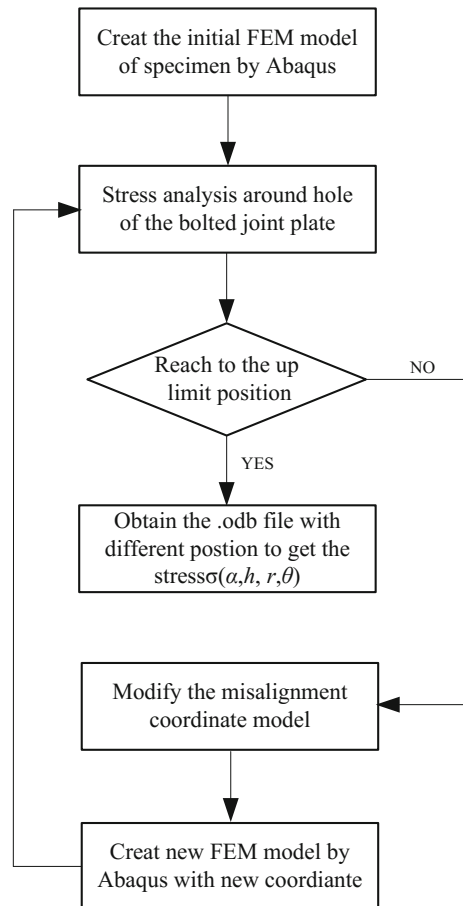 Creat the initial FEM model
of specimen by Abaqus
Stress analysis around hole
of the bolted joint plate
Reach to the up
limit position
NO
YES
Obtain the .odb file with
different postion to get the
stressσ(α,h, r,θ)
Modify the misalignment
coordinate model
Creat new FEM model by
Abaqus with new coordiante